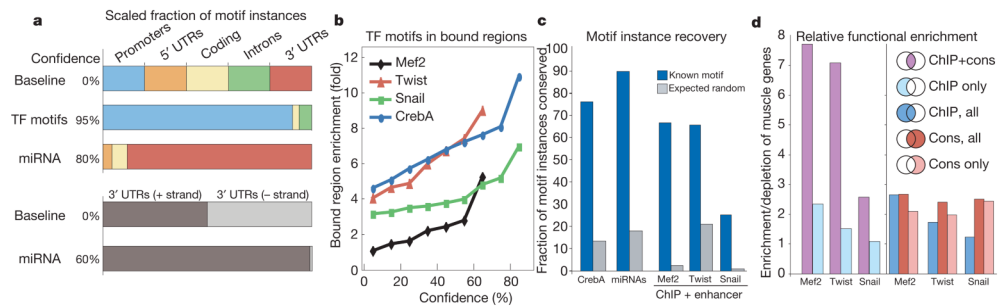 a
Scaled fraction of motif instances
Confidence
Promoters
5′ UTRs
Coding
Introns
3′ UTRs
Baseline 0%
TF motifs 95%
miRNA 80%
3′ UTRs (+ strand) 3′ UTRs (– strand)
Baseline 0%
miRNA 60%
b
TF motifs in bound regions
Bound region enrichment (fold)
12
10
8
6
4
2
0
Mef2
Twist
Snail
CrebA
0 20 40 60 80
Confidence (%)
c
Motif instance recovery
Fraction of motif instances conserved
100
90
80
70
60
50
40
30
20
10
0
Known motif
Expected random
CrebA miRNAs Mef2 Twist Snail
ChIP + enhancer
d
Relative functional enrichment
Enrichment/depletion of muscle genes
7
6
5
4
3
2
1
0
ChIP+cons
ChIP only
ChIP, all
Cons, all
Cons only
Mef2 Twist Snail Mef2 Twist Snail